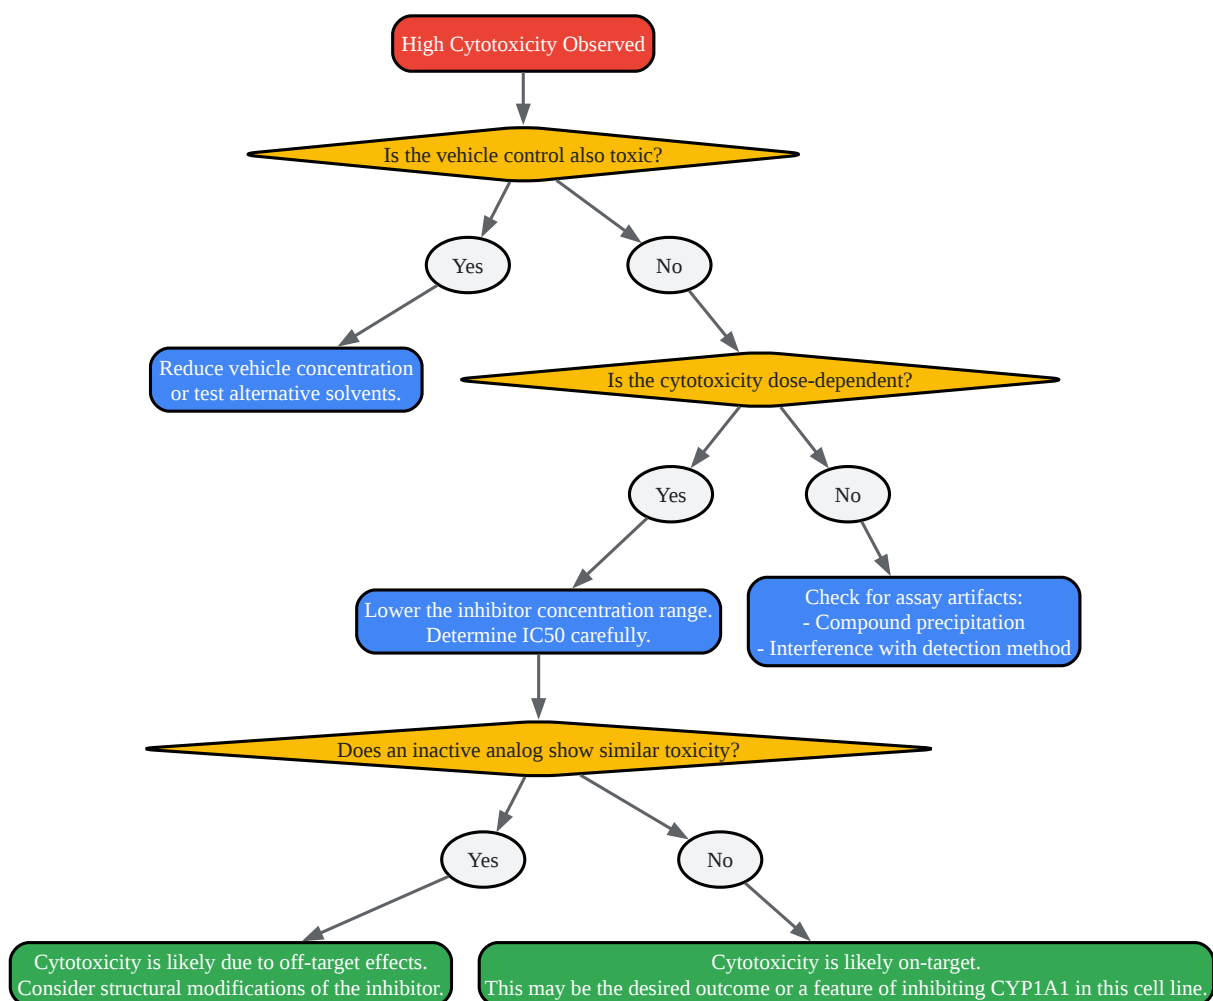 High Cytotoxicity Observed
Is the vehicle control also toxic?
Yes
No
Reduce vehicle concentration
or test alternative solvents.
Is the cytotoxicity dose-dependent?
Yes
No
Lower the inhibitor concentration range.
Determine IC50 carefully.
Check for assay artifacts:
- Compound precipitation
- Interference with detection method
Does an inactive analog show similar toxicity?
Yes
No
Cytotoxicity is likely due to off-target effects.
Consider structural modifications of the inhibitor.
Cytotoxicity is likely on-target.
This may be the desired outcome or a feature of inhibiting CYP1A1 in this cell line.